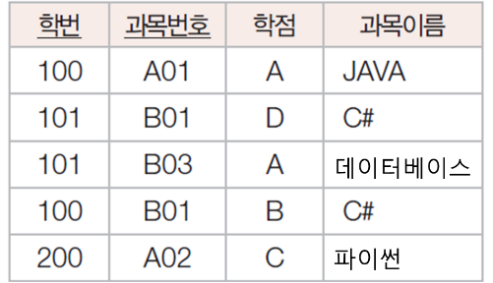 학번 과목번호 학점 과목이름
100 A01 A JAVA
101 B01 D C#
101 B03 A 데이터베이스
100 B01 B C#
200 A02 C 파이썬